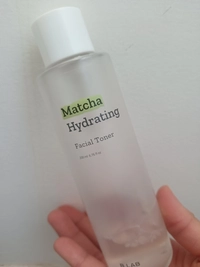 Matcha
Hydrating
Facial Toner